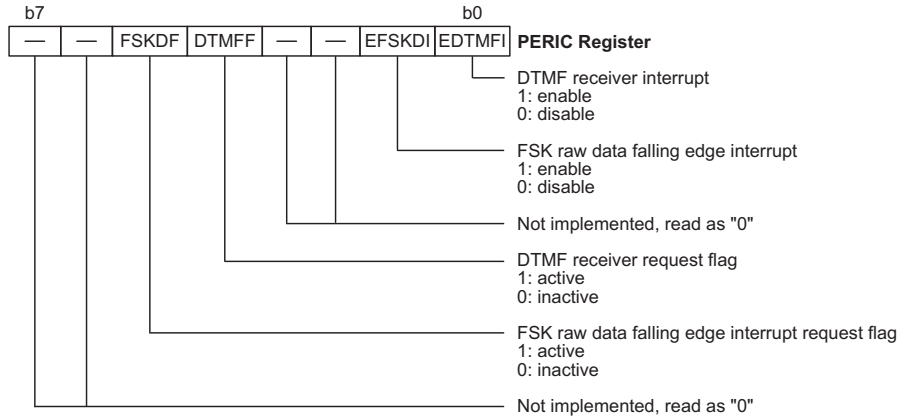 b7 b0
— — FSKDF DTMFF — — EFSKDI EDTMFI PERIC Register
DTMF receiver interrupt
1: enable
0: disable
FSK raw data falling edge interrupt
1: enable
0: disable
Not implemented, read as "0"
DTMF receiver request flag
1: active
0: inactive
FSK raw data falling edge interrupt request flag
1: active
0: inactive
Not implemented, read as "0"